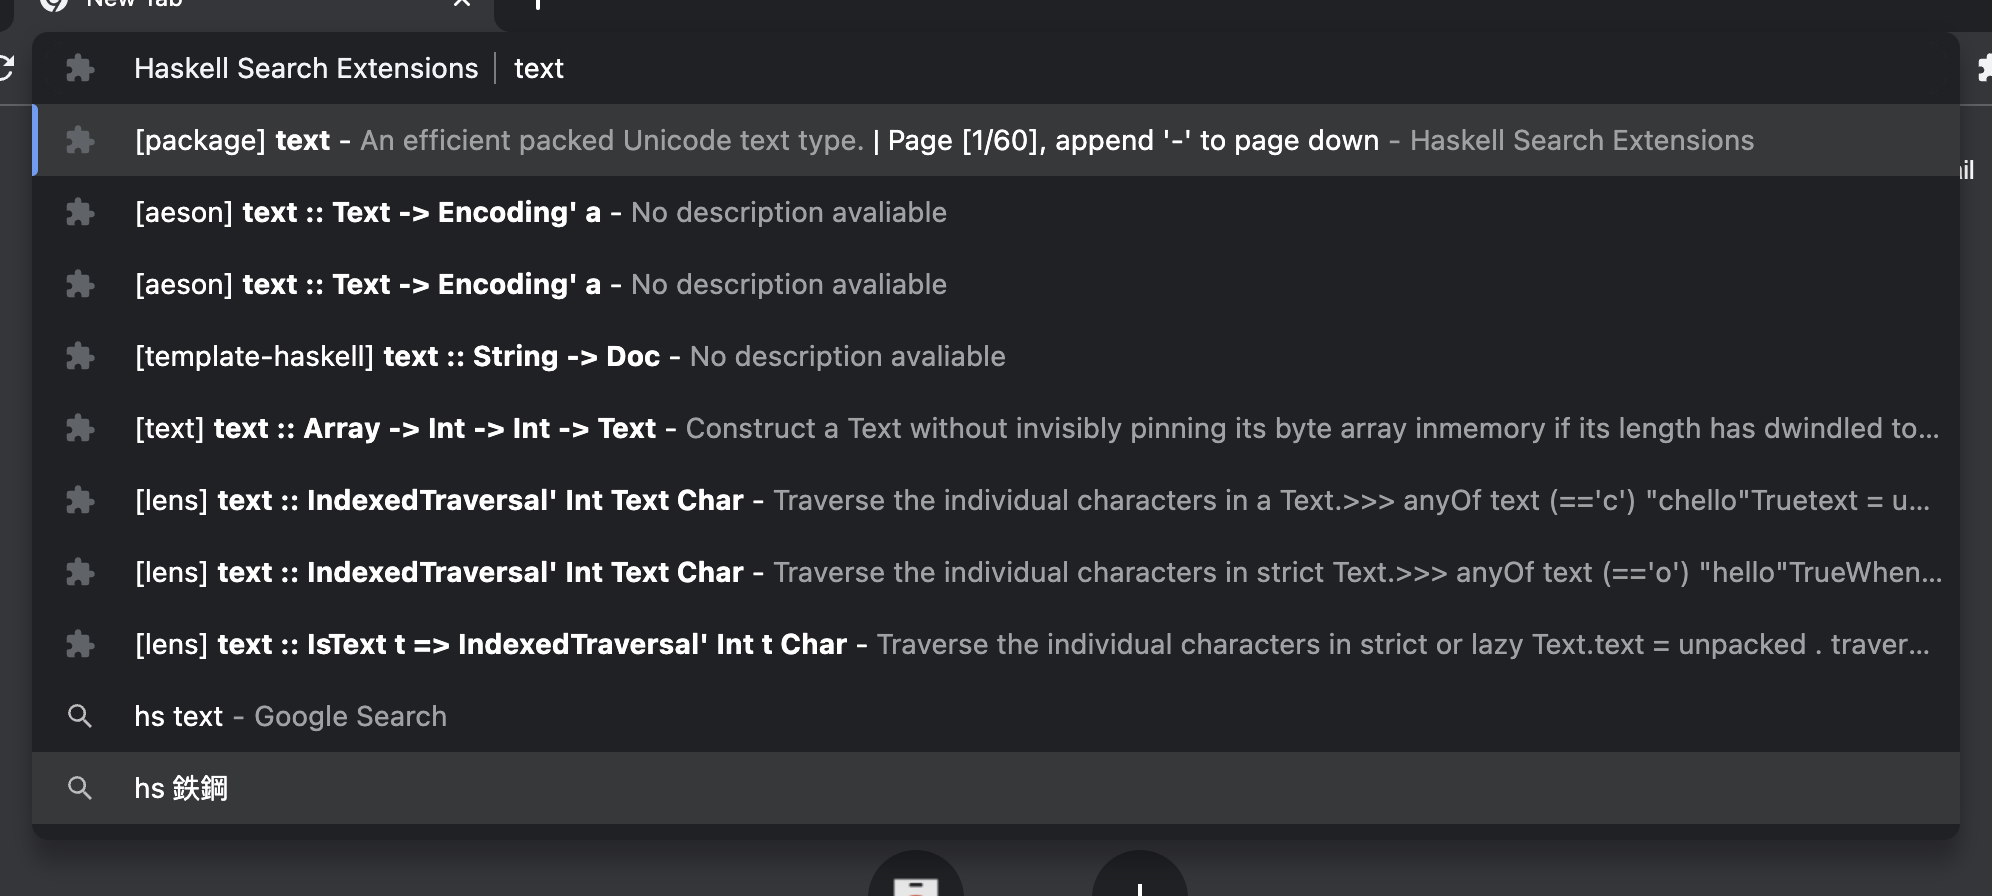 New Tab
Haskell Search Extensions | text
[package] text - An efficient packed Unicode text type. | Page [1/60], append '-' to page down - Haskell Search Extensions
[aeson] text :: Text -> Encoding' a - No description avaliable
[aeson] text :: Text -> Encoding' a - No description avaliable
[template-haskell] text :: String -> Doc - No description avaliable
[text] text :: Array -> Int -> Int -> Text - Construct a Text without invisibly pinning its byte array inmemory if its length has dwindled to...
[lens] text :: IndexedTraversal' Int Text Char - Traverse the individual characters in a Text.>>> anyOf text (=='c') "chello"Truetext = u...
[lens] text :: IndexedTraversal' Int Text Char - Traverse the individual characters in strict Text.>>> anyOf text (=='o') "hello"TrueWhen...
[lens] text :: IsText t => IndexedTraversal' Int t Char - Traverse the individual characters in strict or lazy Text.text = unpacked . traver...
hs text - Google Search
hs 鉄鋼